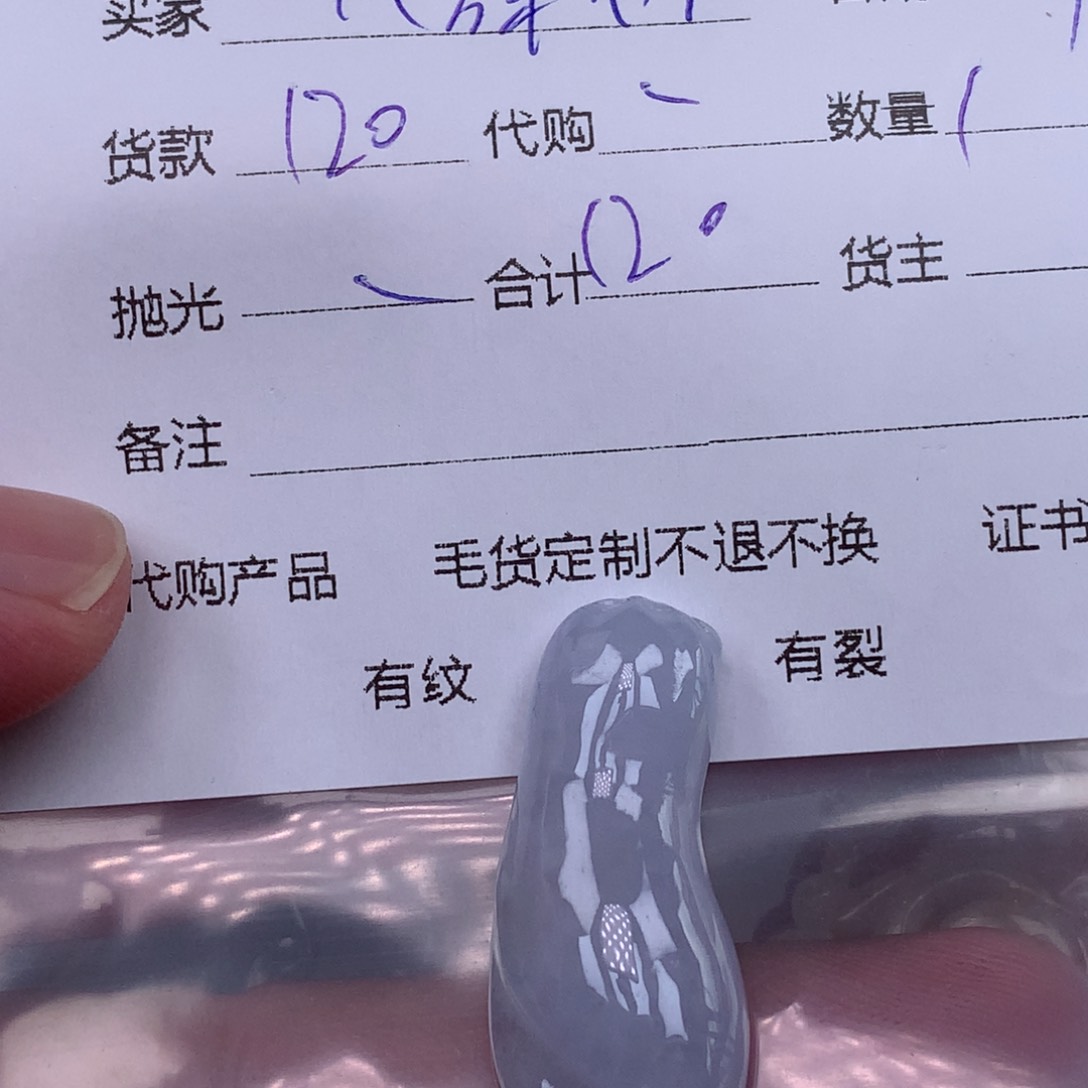 买家
货款 120 代购 数量 1
抛光 合计 120 货主
备注
代购产品 毛货定制不退不换 证书
有纹 有裂